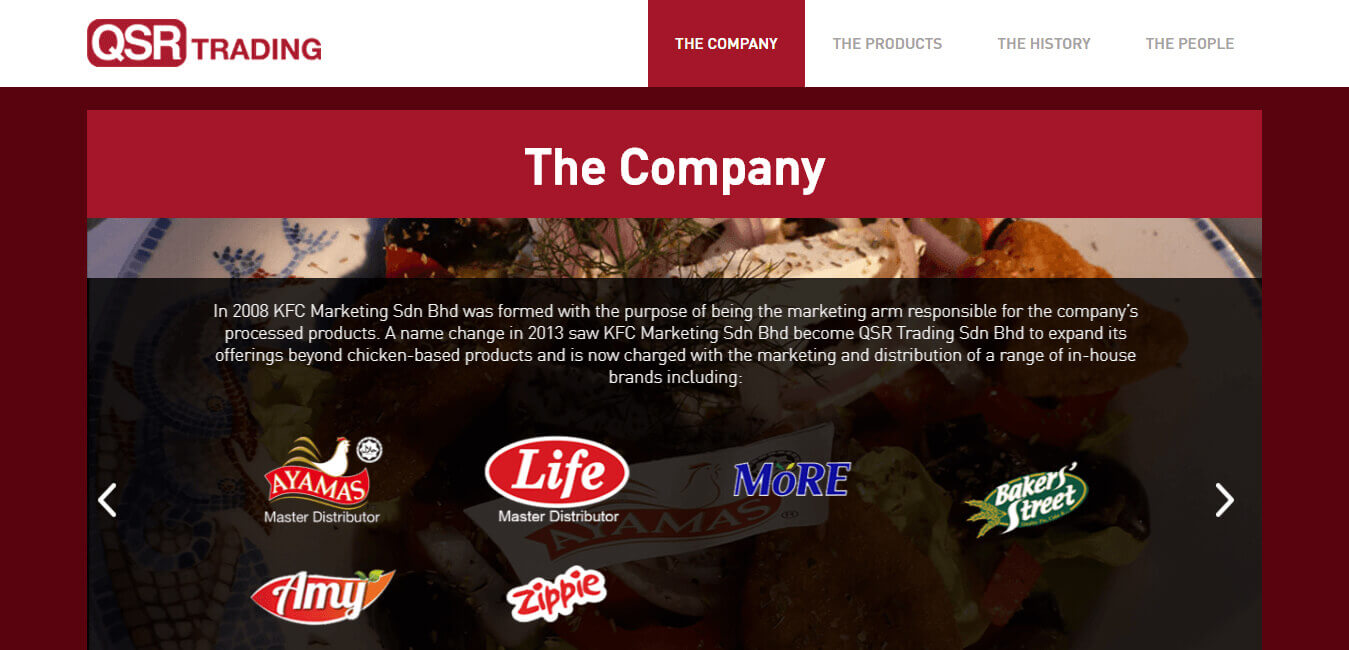 QSR TRADING
THE COMPANY
THE PRODUCTS
THE HISTORY
THE PEOPLE
The Company
In 2008 KFC Marketing Sdn Bhd was formed with the purpose of being the marketing arm responsible for the company's
processed products. A name change in 2013 saw KFC Marketing Sdn Bhd become QSR Trading Sdn Bhd to expand its
offerings beyond chicken-based products and is now charged with the marketing and distribution of a range of in-house
brands including:
AYAMAS
Master Distributor
Life
Master Distributor
MoRE
Bakers'
Street
AYAMAS
Amy
Zippie